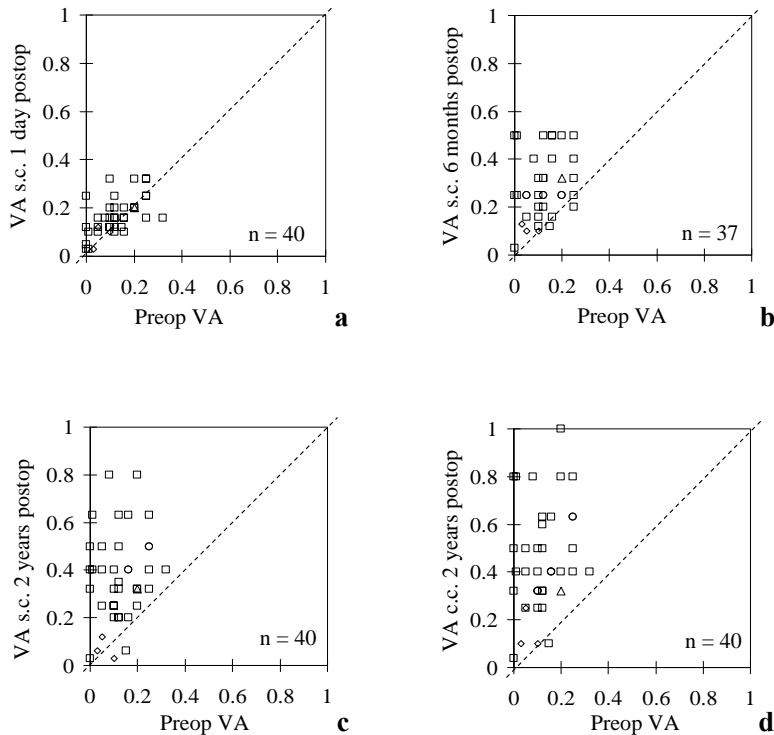 1
0.8
0.6
0.4
0.2
0
VA s.c. 1 day postop
n = 40
0 0.2 0.4 0.6 0.8 1
Preop VA
a
1
0.8
0.6
0.4
0.2
0
VA s.c. 6 months postop
n = 37
0 0.2 0.4 0.6 0.8 1
Preop VA
b
1
0.8
0.6
0.4
0.2
0
VA s.c. 2 years postop
n = 40
0 0.2 0.4 0.6 0.8 1
Preop VA
c
1
0.8
0.6
0.4
0.2
0
VA c.c. 2 years postop
n = 40
0 0.2 0.4 0.6 0.8 1
Preop VA
d